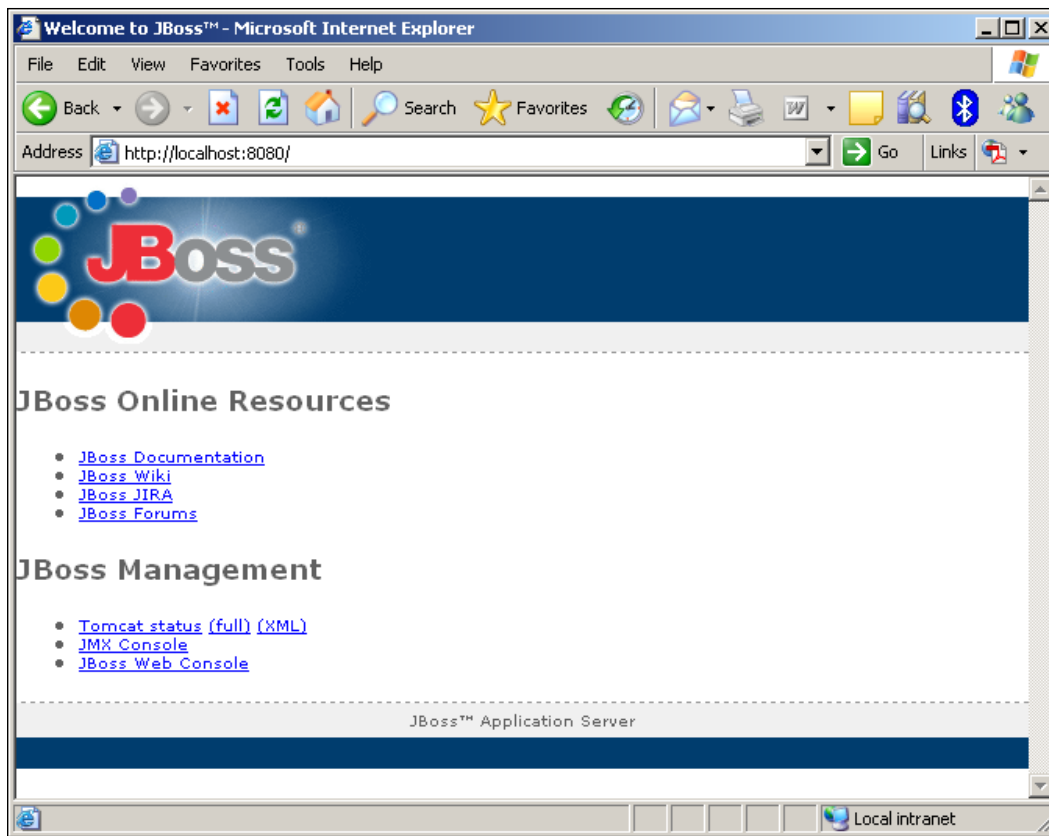 Welcome to JBoss™ - Microsoft Internet Explorer
File Edit View Favorites Tools Help
Back Search Favorites W
Address http://localhost:8080/ Go Links
JBoss®
JBoss Online Resources
JBoss Documentation
JBoss Wiki
JBoss JIRA
JBoss Forums
JBoss Management
Tomcat status (full) (XML)
JMX Console
JBoss Web Console
JBoss™ Application Server
Local intranet